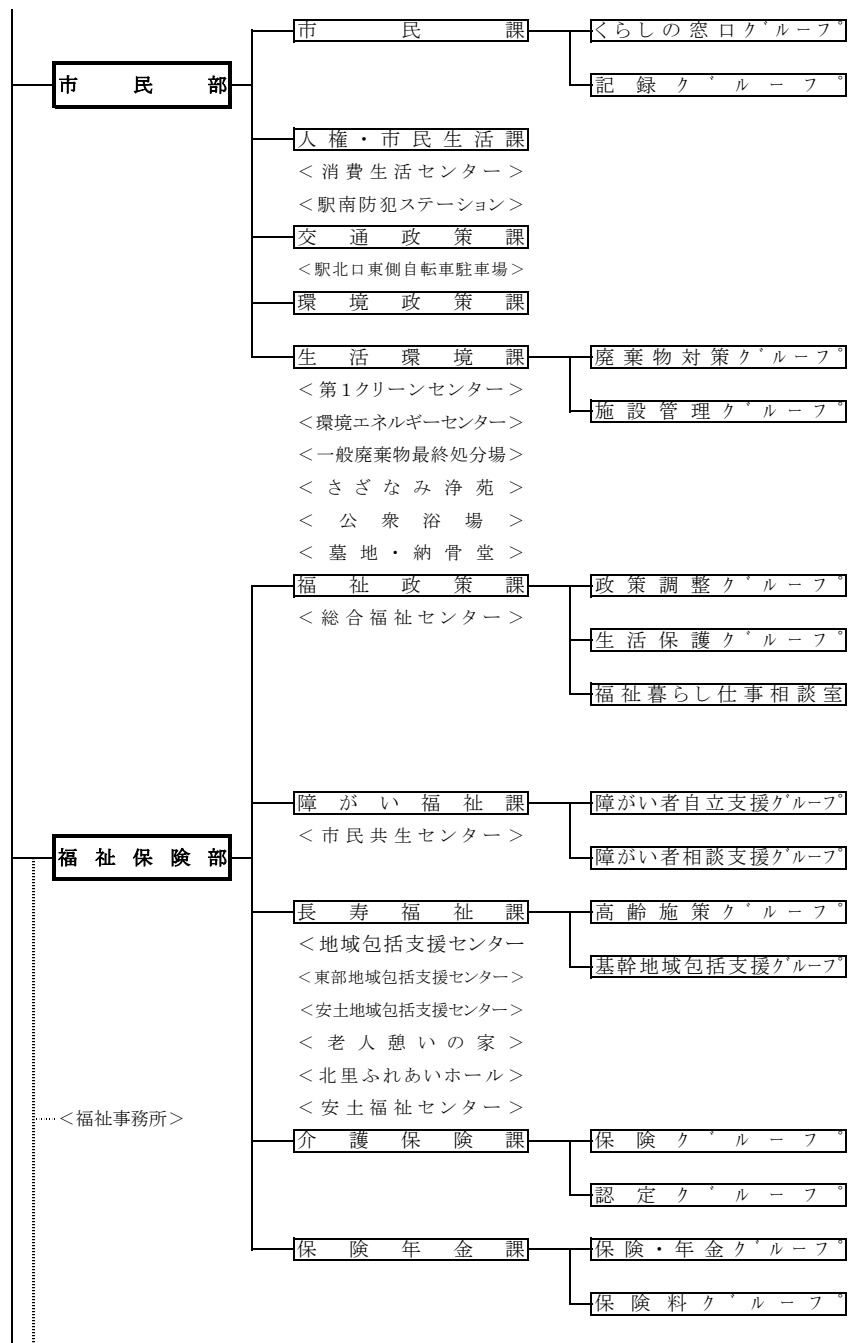 市民課
くらしの窓口グループ
市民部
記録グループ
人権・市民生活課
＜消費生活センター＞
＜駅南防犯ステーション＞
交通政策課
＜駅北口東側自転車駐車場＞
環境政策課
生活環境課
廃棄物対策グループ
＜第1クリーンセンター＞
施設管理グループ
＜環境エネルギーセンター＞
＜一般廃棄物最終処分場＞
＜さざなみ浄苑＞
＜公衆浴場＞
＜墓地・納骨堂＞
福祉政策課
政策調整グループ
＜総合福祉センター＞
生活保護グループ
福祉暮らし仕事相談室
障がい福祉課
障がい者自立支援グループ
＜市民共生センター＞
福祉保険部
障がい者相談支援グループ
長寿福祉課
高齢施策グループ
＜地域包括支援センター
基幹地域包括支援グループ
＜東部地域包括支援センター＞
＜安土地域包括支援センター＞
＜老人憩いの家＞
＜北里ふれあいホール＞
＜安土福祉センター＞
＜福祉事務所＞
介護保険課
保険グループ
認定グループ
保険年金課
保険・年金グループ
保険料グループ